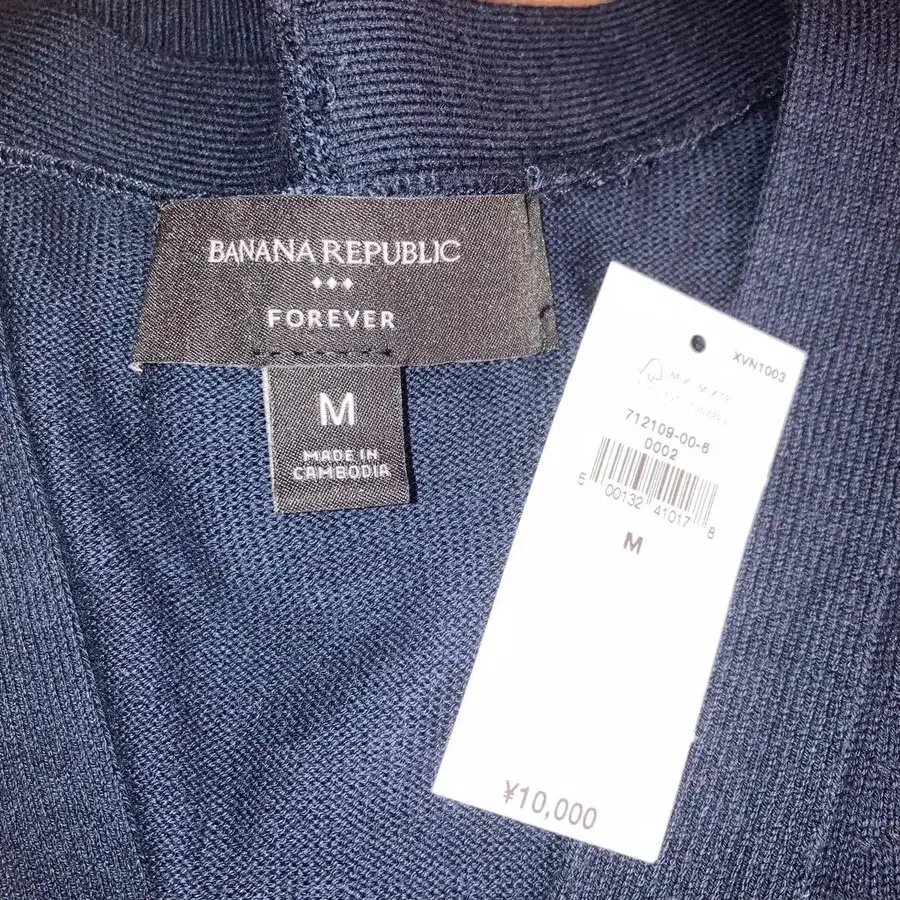 BANANA REPUBLIC
FOREVER
M
MADE IN
CAMBODIA
XVN1003
712109-00-6
0002
5 00132 41017 8
M
¥10,000